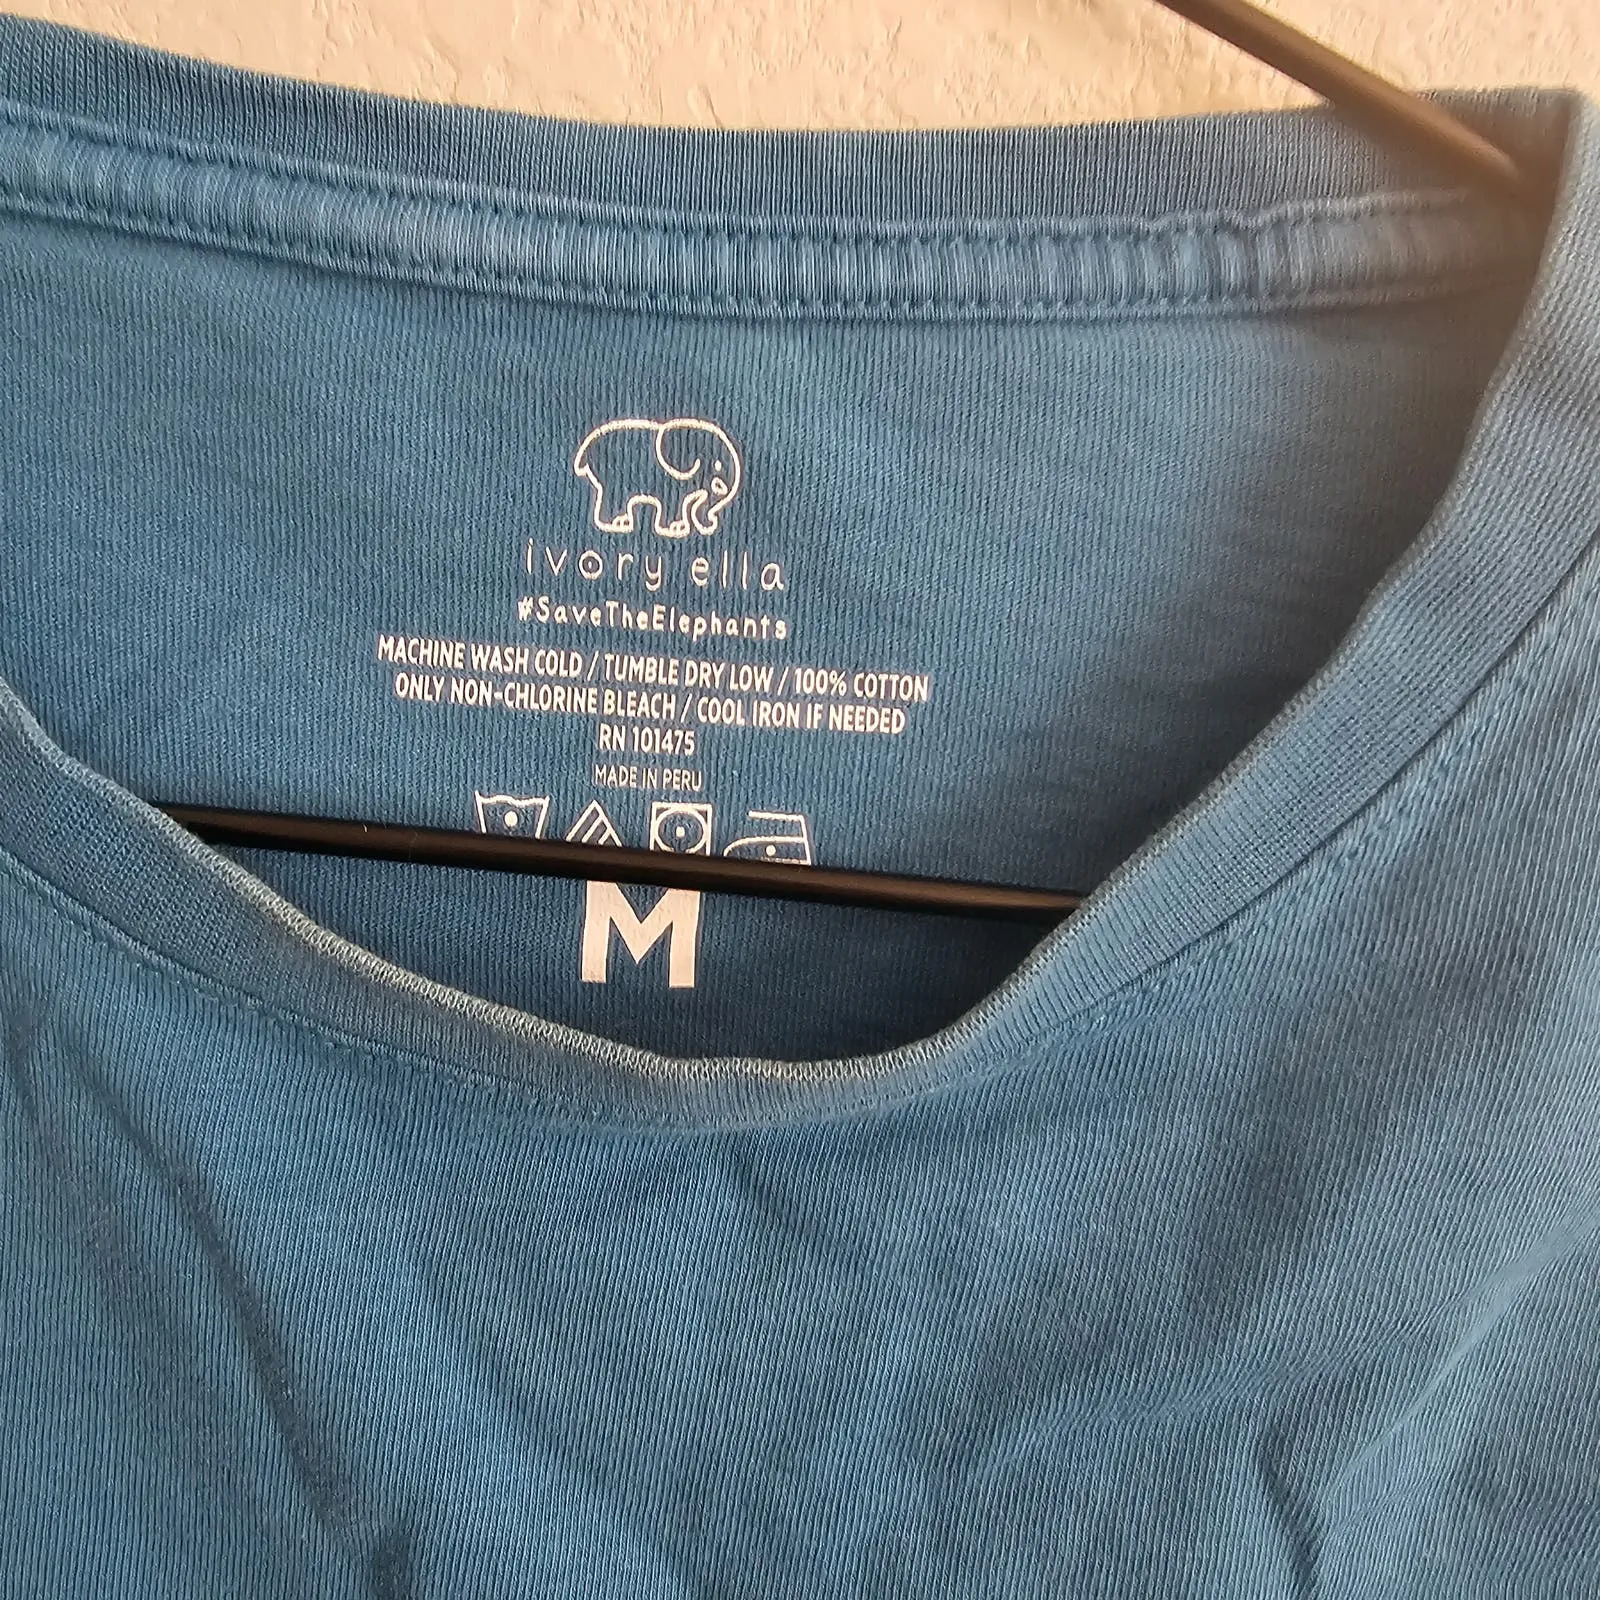 ivory ella
#SaveTheElephants
MACHINE WASH COLD / TUMBLE DRY LOW / 100% COTTON
ONLY NON-CHLORINE BLEACH / COOL IRON IF NEEDED
RN 101475
MADE IN PERU
M